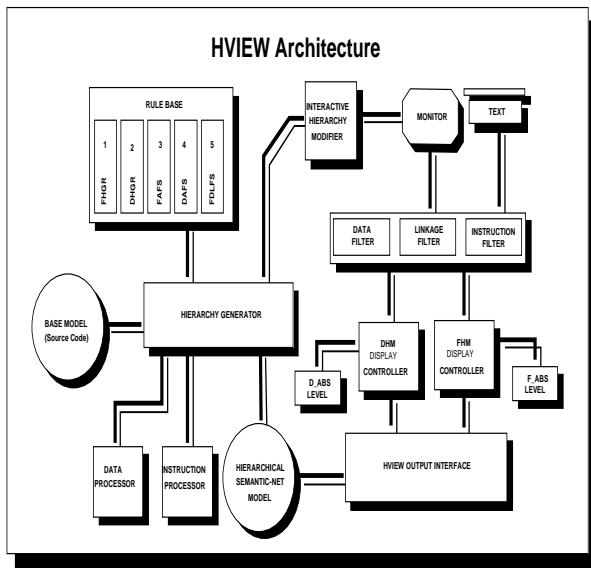 HVIEW Architecture
RULE BASE
1
2
3
4
5
FHGR
DHGR
FAFS
DAFS
FDLFS
INTERACTIVE
HIERARCHY
MODIFIER
MONITOR
TEXT
DATA
FILTER
LINKAGE
FILTER
INSTRUCTION
FILTER
BASE MODEL
(Source Code)
HIERARCHY GENERATOR
DHM
DISPLAY
CONTROLLER
FHM
DISPLAY
CONTROLLER
D_ABS
LEVEL
F_ABS
LEVEL
DATA
PROCESSOR
INSTRUCTION
PROCESSOR
HIERARCHICAL
SEMANTIC-NET
MODEL
HVIEW OUTPUT INTERFACE